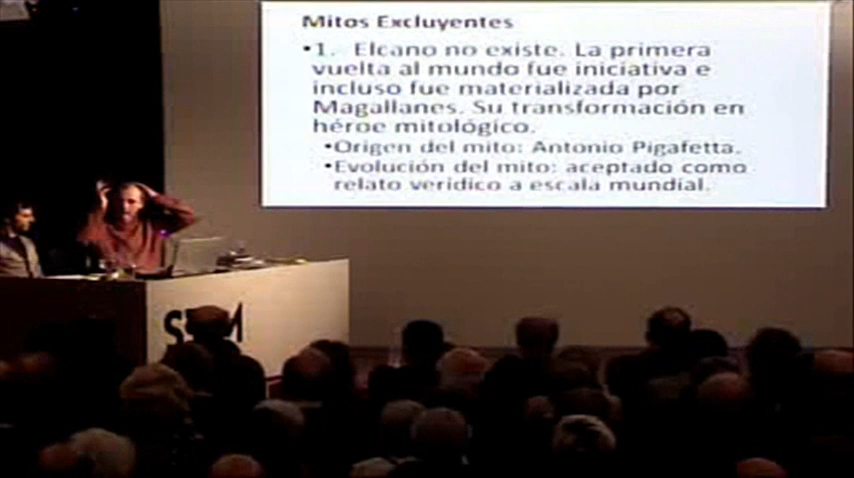 Mitos Excluyentes
•1. Elcano no existe. La primera
vuelta al mundo fue iniciativa e
incluso fue materializada por
Magallanes. Su transformación en
héroe mitológico.
•Origen del mito: Antonio Pigafetta.
•Evolución del mito: aceptado como
relato verídico a escala mundial.